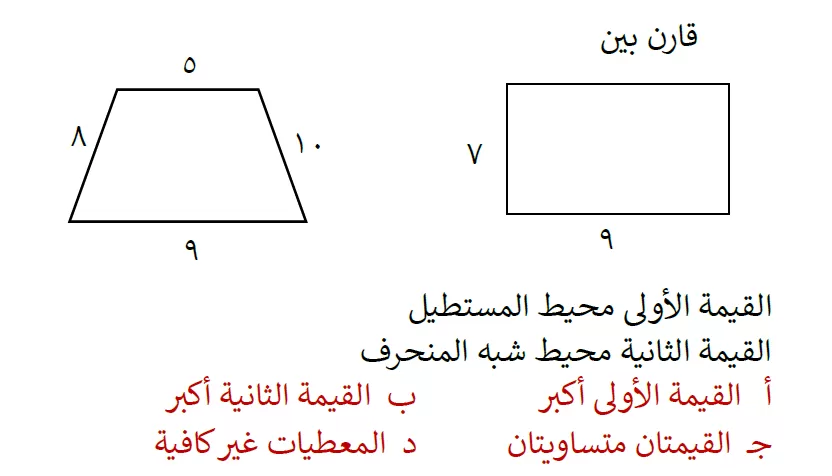 قارن بين
٥
٨
١٠
٩
٧
٩
القيمة الأولى محيط المستطيل
القيمة الثانية محيط شبه المنحرف
أ القيمة الأولى أكبر ب القيمة الثانية أكبر
جـ القيمتان متساويتان د المعطيات غير كافية